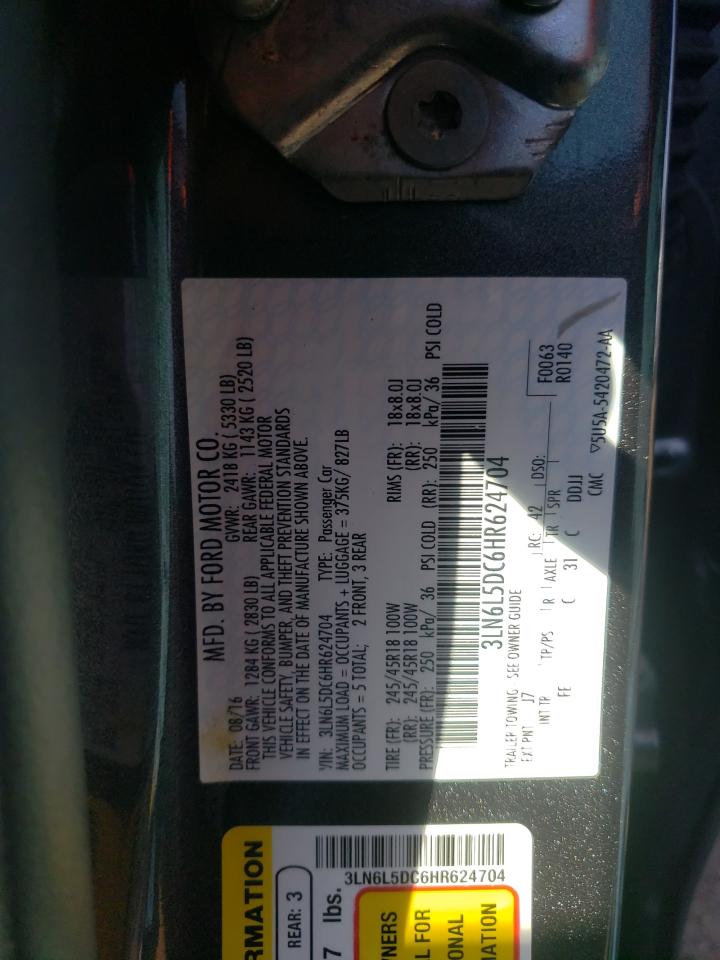 MFD. BY FORD MOTOR CO.
DATE: 08/16 GVWR: 2418 KG ( 5330 LB)
FRONT GAWR: 1284 KG ( 2830 LB) REAR GAWR: 1143 KG ( 2520 LB)
THIS VEHICLE CONFORMS TO ALL APPLICABLE FEDERAL MOTOR
VEHICLE SAFETY, BUMPER, AND THEFT PREVENTION STANDARDS
IN EFFECT ON THE DATE OF MANUFACTURE SHOWN ABOVE.
VIN: 3LN6L5DC6HR624704 TYPE: Passenger Car
MAXIMUM LOAD = OCCUPANTS + LUGGAGE = 375KG/ 827LB
OCCUPANTS = 5 TOTAL; 2 FRONT, 3 REAR
TIRE (FR): 245/45R18 100W RIMS (FR): 18x8.0J
(RR): 245/45R18 100W (RR): 18x8.0J
PRESSURE (FR): 250 kPa/ 36 PSI COLD (RR): 250 kPa/ 36 PSI COLD
3LN6L5DC6HR624704
TRAILER TOWING - SEE OWNER GUIDE
F0063
R0140
EXT PNT J7 RC: 42 DSO:
INT TR TP/PS R AXLE TR SPR
FE C 31 C DDJJ
CMC ▽5U5A-5420472-AA
RMATION
REAR: 3
7 lbs.
3LN6L5DC6HR624704
NERS
L FOR
ONAL
IATION